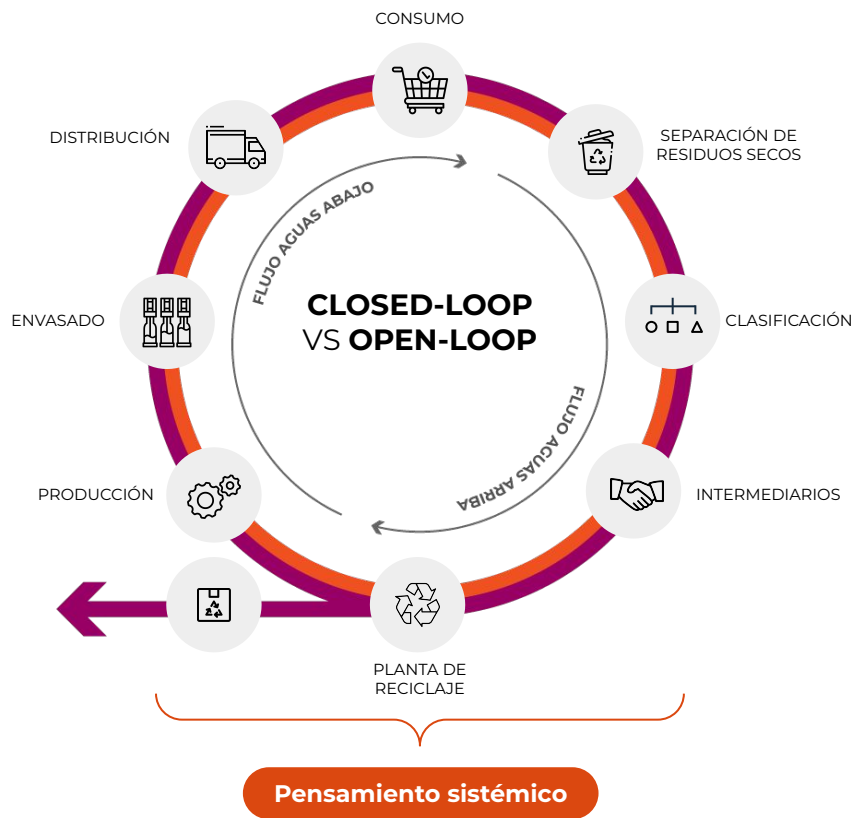 CONSUMO
DISTRIBUCIÓN
SEPARACIÓN DE
RESIDUOS SECOS
FLUJO AGUAS ABAJO
CLOSED-LOOP
VS OPEN-LOOP
ENVASADO
CLASIFICACIÓN
FLUJO AGUAS ARRIBA
PRODUCCIÓN
INTERMEDIARIOS
PLANTA DE
RECICLAJE
Pensamiento sistémico